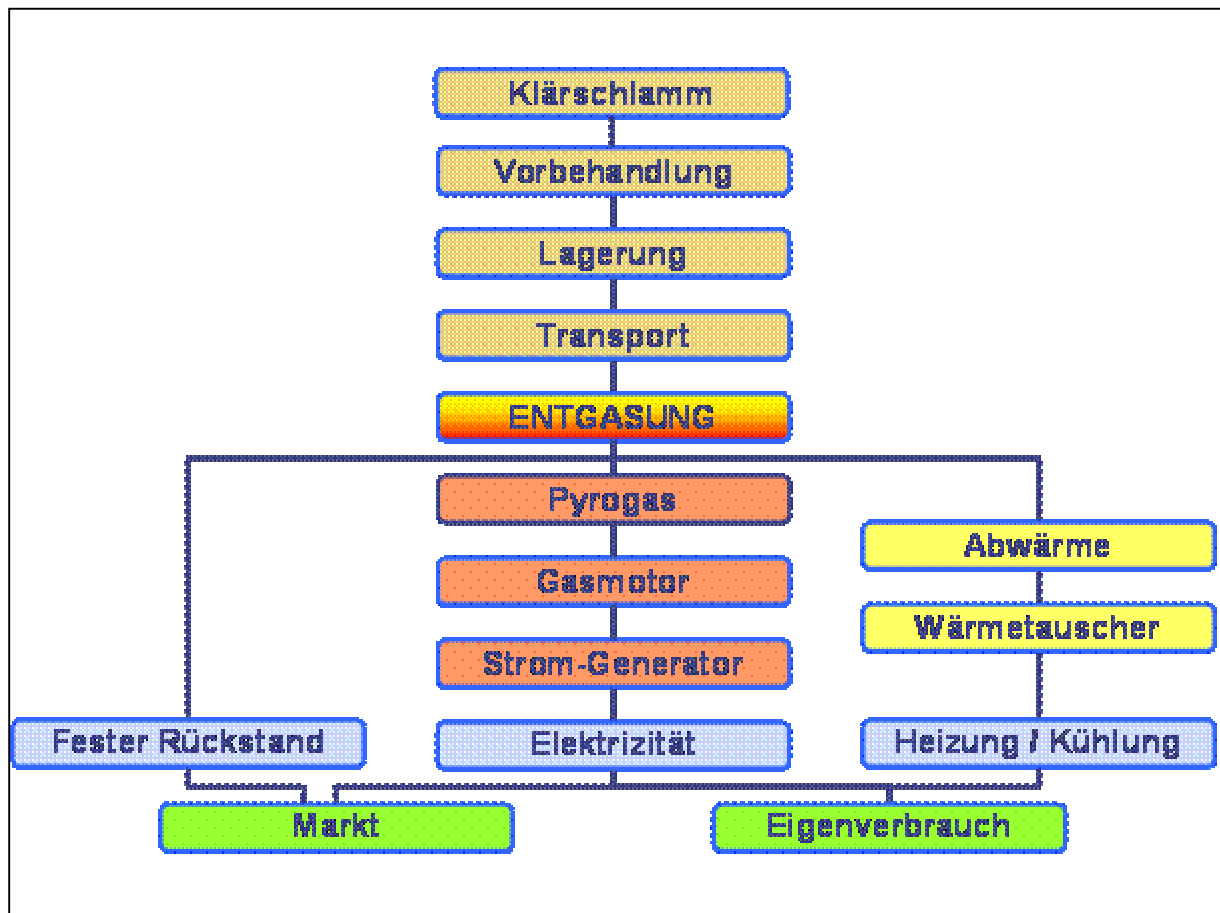 Klärschlamm
Vorbehandlung
Lagerung
Transport
ENTGASUNG
Pyrogas
Abwärme
Gasmotor
Wärmetauscher
Strom-Generator
Fester Rückstand
Elektrizität
Heizung / Kühlung
Markt
Eigenverbrauch